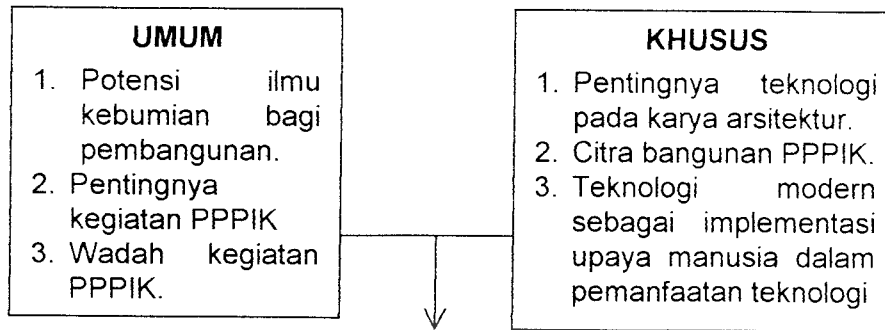 UMUM
1. Potensi ilmu
kebumian bagi
pembangunan.
2. Pentingnya
kegiatan PPPIK
3. Wadah kegiatan
PPPIK.
KHUSUS
1. Pentingnya teknologi
pada karya arsitektur.
2. Citra bangunan PPPIK.
3. Teknologi modern
sebagai implementasi
upaya manusia dalam
pemanfaatan teknologi